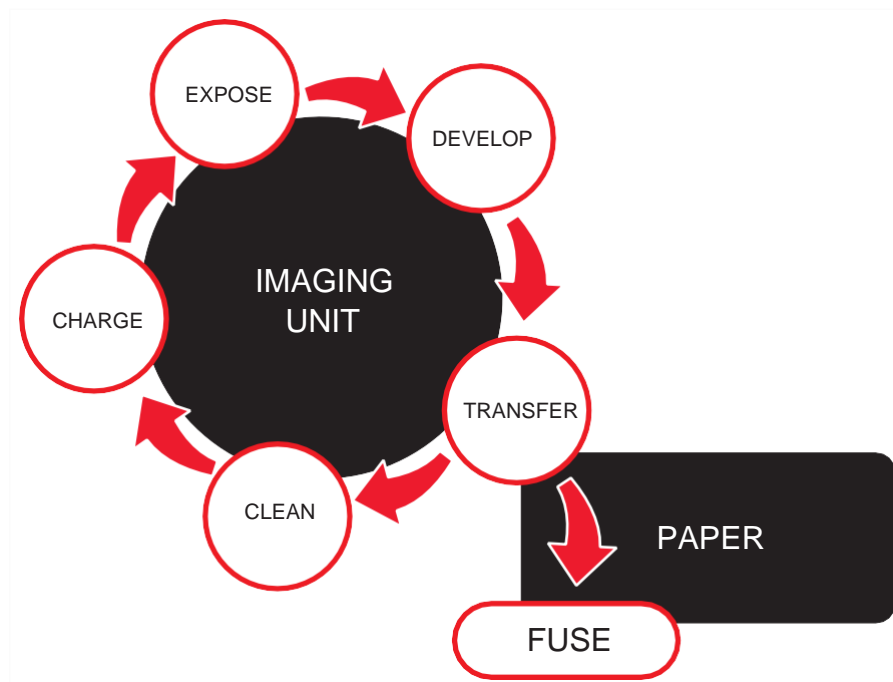 EXPOSE
DEVELOP
IMAGING
UNIT
CHARGE
TRANSFER
CLEAN
PAPER
FUSE